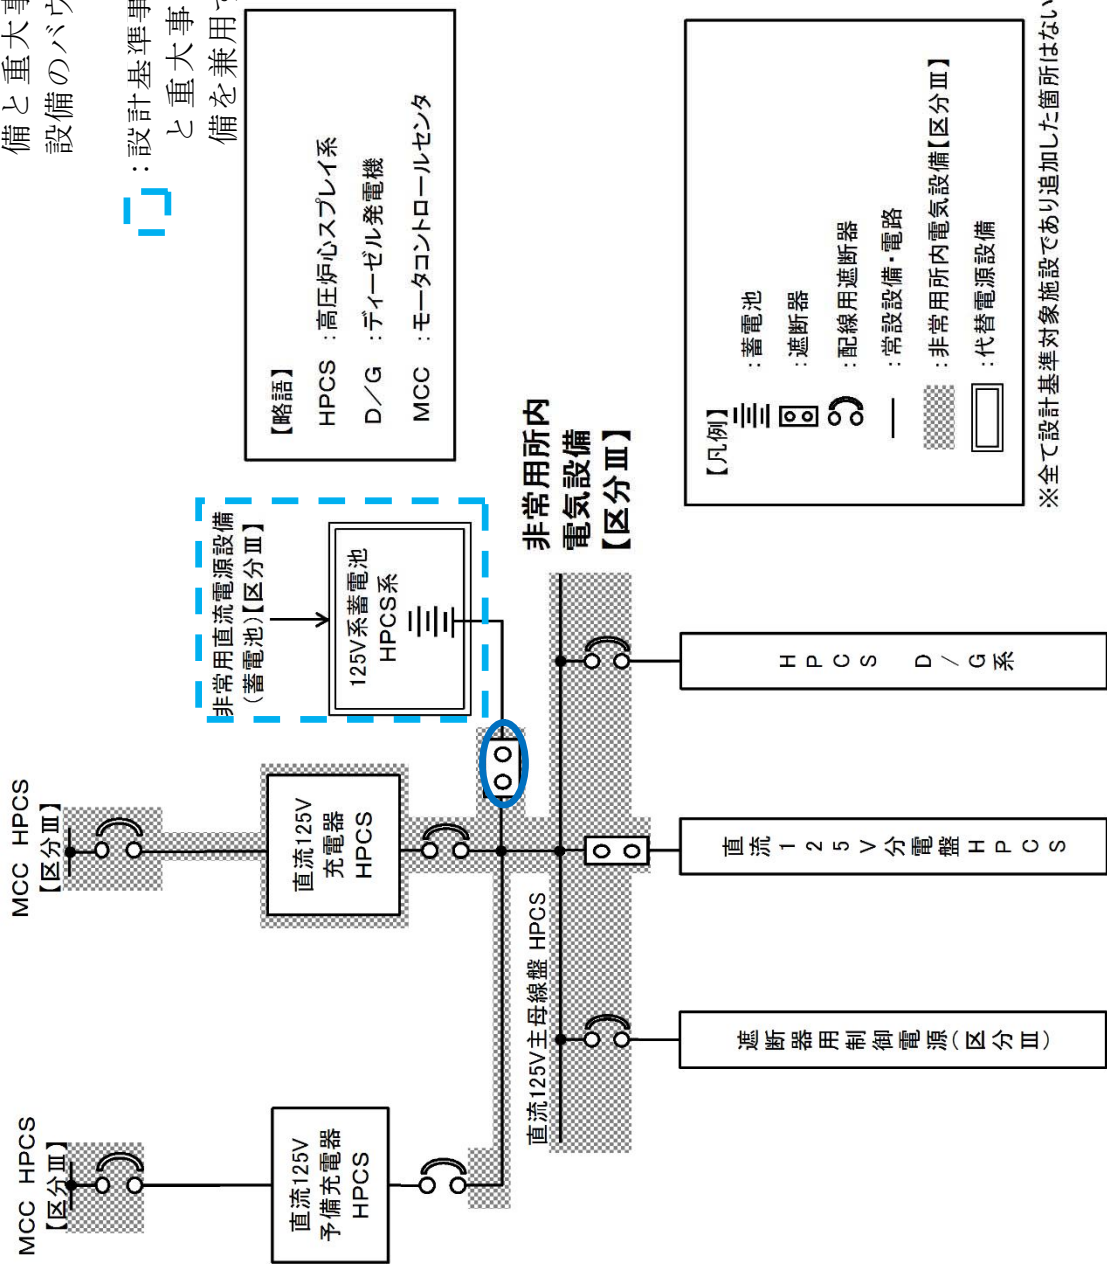 備と重大事
設備のバウ
:設計基準事
と重大事
備を兼用
【略語】
HPCS :高圧炉心スプレイ系
D/G :ディーゼル発電機
MCC :モータコントロールセンタ
MCC HPCS
【区分Ⅲ】
MCC HPCS
【区分Ⅲ】
直流125V
予備充電器
HPCS
直流125V
充電器
HPCS
非常用直流電源設備
(蓄電池)【区分Ⅲ】
125V系蓄電池
HPCS系
非常用所内
電気設備
【区分Ⅲ】
直流125V主母線盤 HPCS
遮断器用制御電源(区分Ⅲ)
直流125V分電盤HPCS
HPCS D/G系
【凡例】
:蓄電池
:遮断器
:配線用遮断器
:常設設備・電路
:非常用所内電気設備【区分Ⅲ】
:代替電源設備
※全て設計基準対象施設であり追加した箇所はない